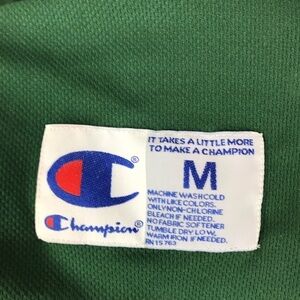 IT TAKES A LITTLE MORE
TO MAKE A CHAMPION
M
MACHINE WASH COLD
WITH LIKE COLORS.
ONLY NON-CHLORINE
BLEACH IF NEEDED.
NO FABRIC SOFTENER
TUMBLE DRY LOW.
WARM IRON IF NEEDED.
RN 15763
Champion